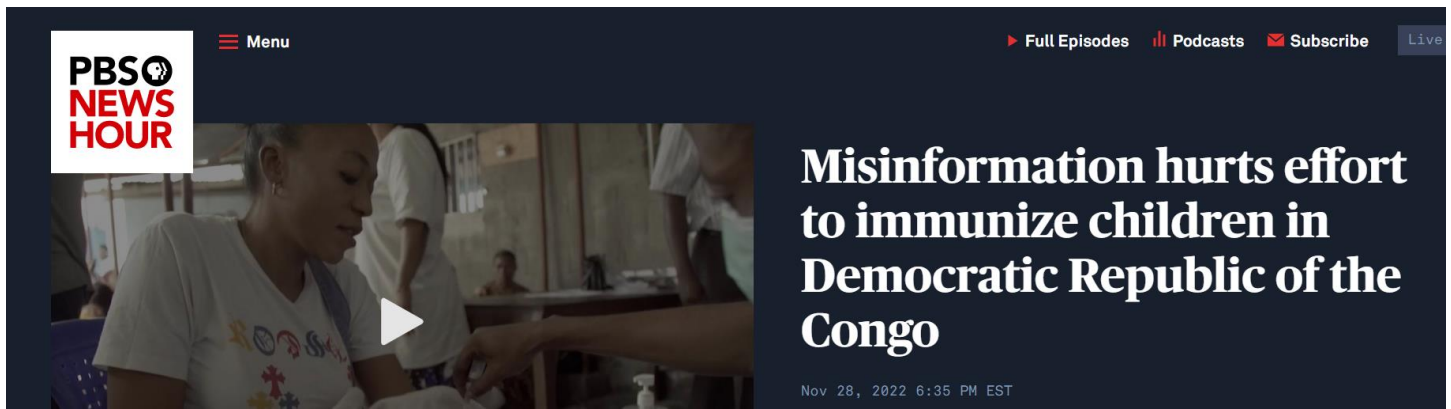 PBS
NEWS
HOUR
Menu
Full Episodes
Podcasts
Subscribe
Live
Misinformation hurts effort
to immunize children in
Democratic Republic of the
Congo
Nov 28, 2022 6:35 PM EST